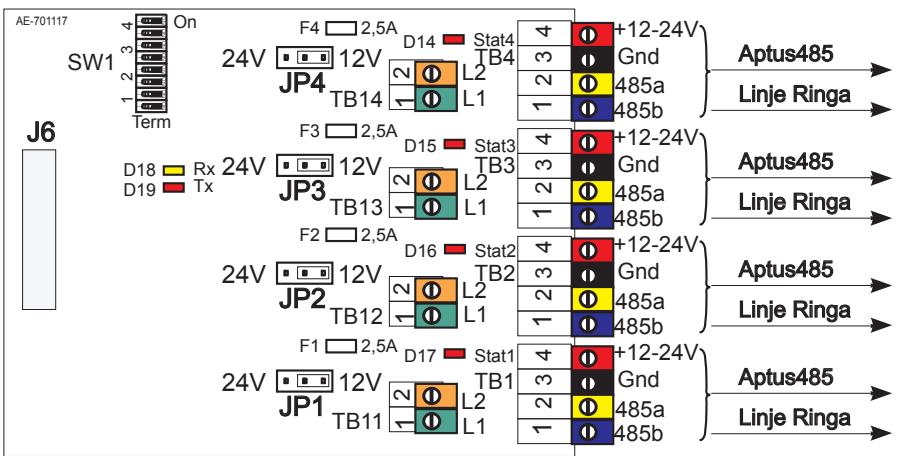 AE-701117
4 On
SW1
3
2
1
Term
J6
D18 Rx
D19 Tx
F4 2,5A
24V 12V
JP4
D14 Stat4
TB4
2 L2
1 L1
TB14
4 +12-24V
3 Gnd
2 485a
1 485b
Aptus485
Linje Ringa
F3 2,5A
24V 12V
JP3
D15 Stat3
TB3
2 L2
1 L1
TB13
4 +12-24V
3 Gnd
2 485a
1 485b
Aptus485
Linje Ringa
F2 2,5A
24V 12V
JP2
D16 Stat2
TB2
2 L2
1 L1
TB12
4 +12-24V
3 Gnd
2 485a
1 485b
Aptus485
Linje Ringa
F1 2,5A
24V 12V
JP1
D17 Stat1
TB1
2 L2
1 L1
TB11
4 +12-24V
3 Gnd
2 485a
1 485b
Aptus485
Linje Ringa